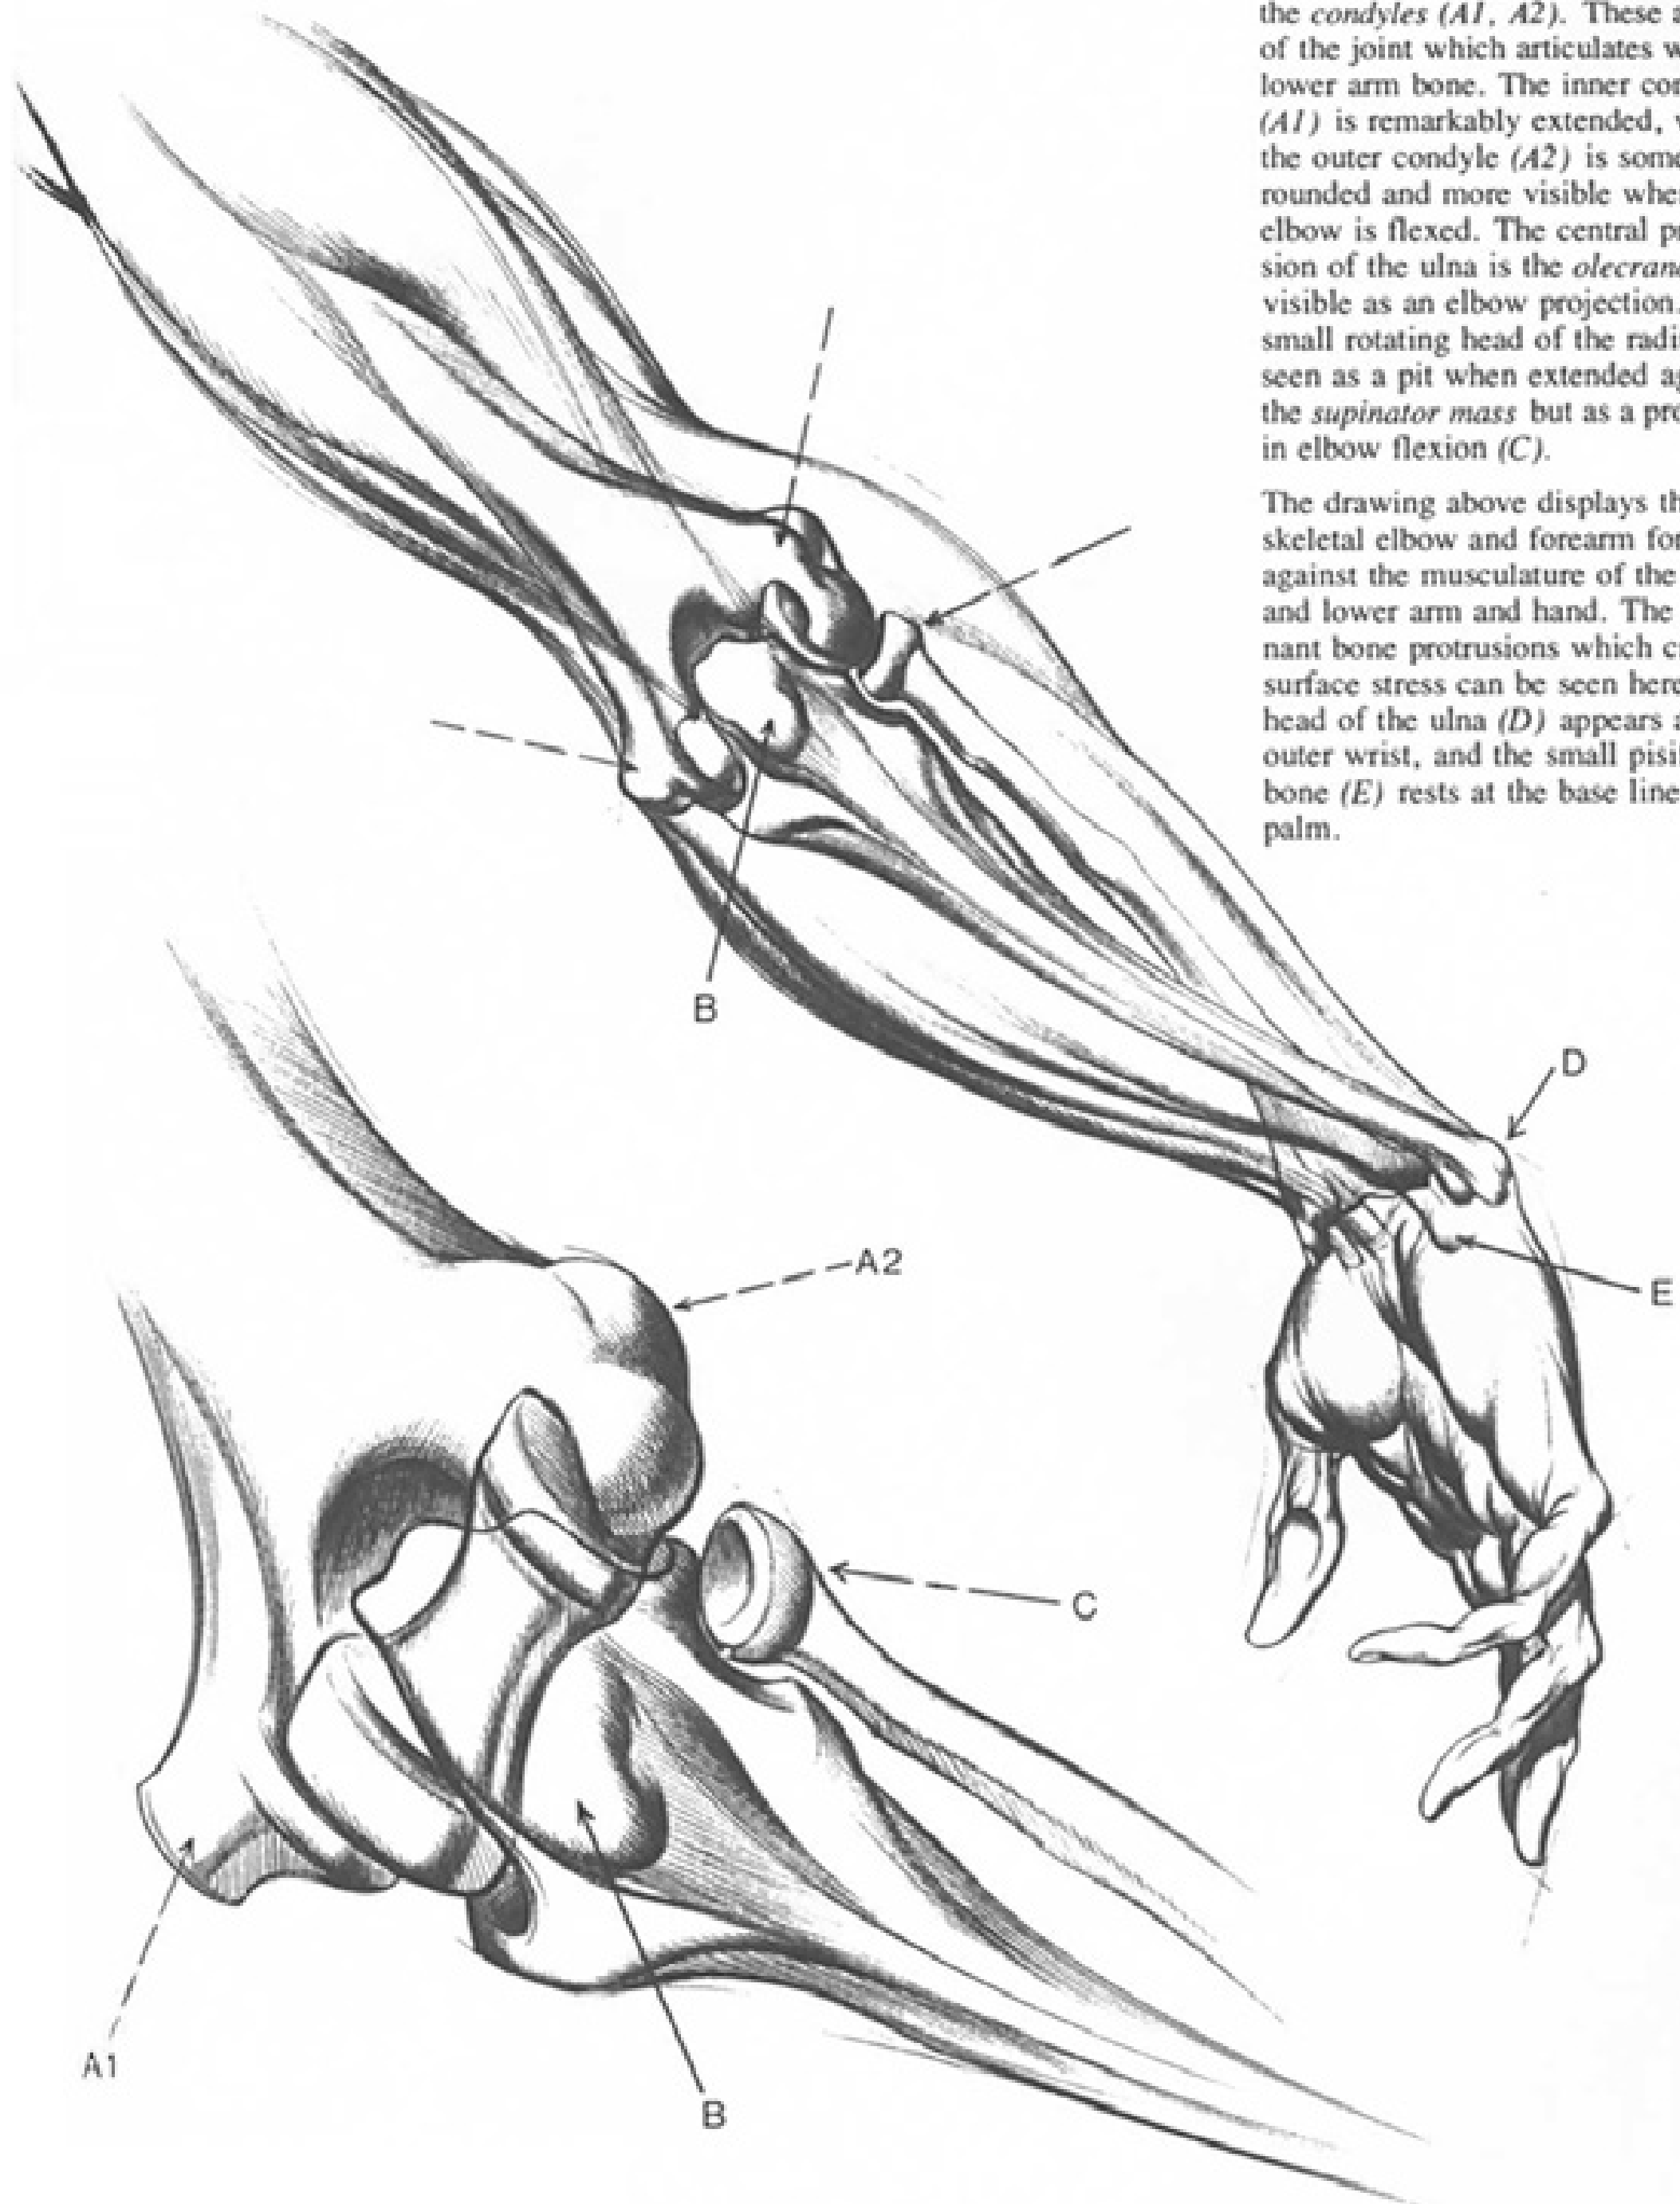 the condyles (A1, A2). These a
of the joint which articulates w
lower arm bone. The inner con
(A1) is remarkably extended, v
the outer condyle (A2) is some
rounded and more visible when
elbow is flexed. The central pr
sion of the ulna is the olecran
visible as an elbow projection.
small rotating head of the radi
seen as a pit when extended ag
the supinator mass but as a pro
in elbow flexion (C).
The drawing above displays th
skeletal elbow and forearm for
against the musculature of the
and lower arm and hand. The
nant bone protrusions which c
surface stress can be seen here
head of the ulna (D) appears a
outer wrist, and the small pisi
bone (E) rests at the base line
palm.
B
D
A2
E
C
A1
B